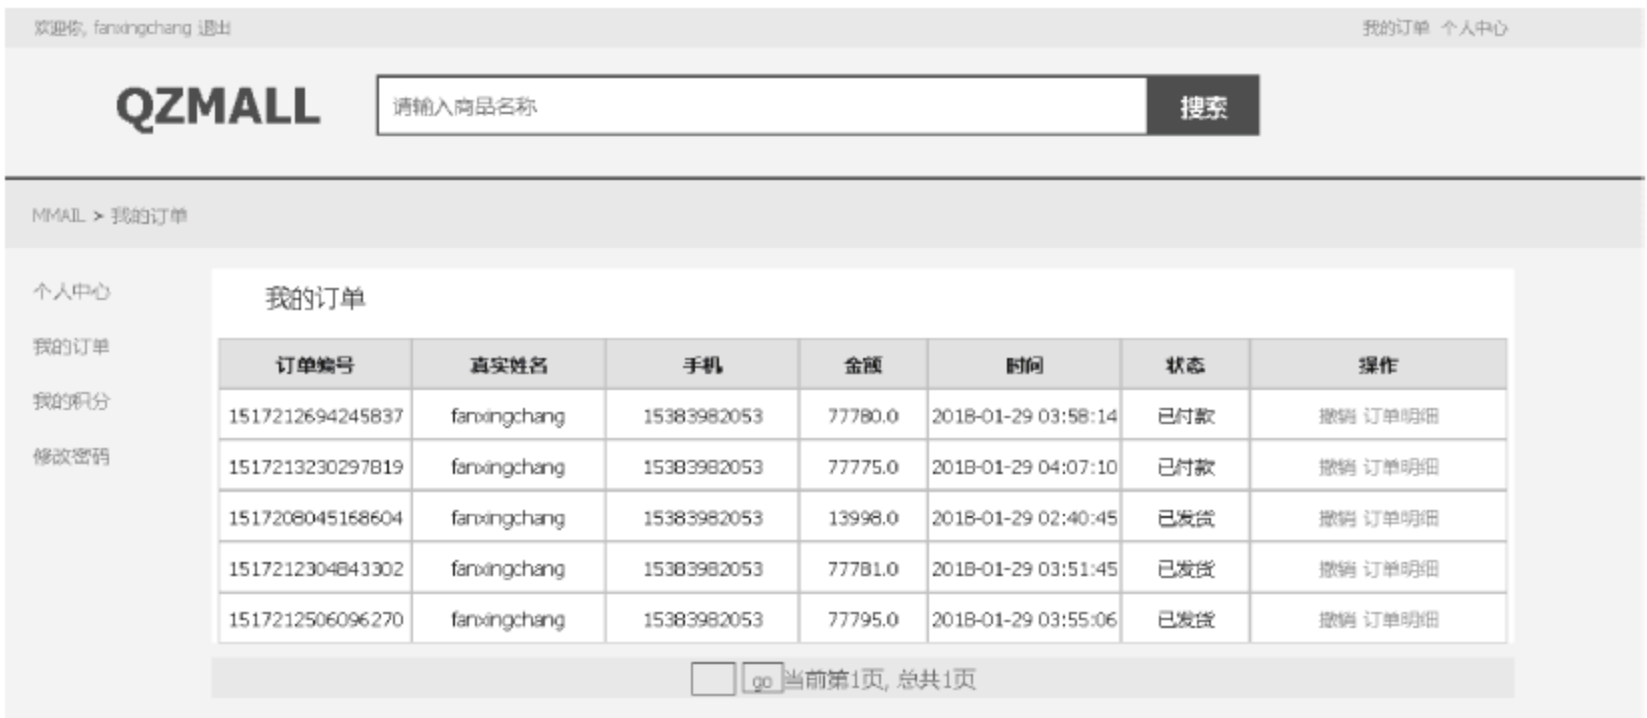 欢迎你, fanxingchang 退出 我的订单 个人中心
QZMALL 请输入商品名称 搜索
MMAIL > 我的订单
个人中心
我的订单
我的积分
修改密码
我的订单
订单编号 真实姓名 手机 金额 时间 状态 操作
1517212694245837 fanxingchang 15383982053 77780.0 2018-01-29 03:58:14 已付款 撤销 订单明细
1517213230297819 fanxingchang 15383982053 77775.0 2018-01-29 04:07:10 已付款 撤销 订单明细
1517208045168604 fanxingchang 15383982053 13998.0 2018-01-29 02:40:45 已发货 撤销 订单明细
1517212304843302 fanxingchang 15383982053 77781.0 2018-01-29 03:51:45 已发货 撤销 订单明细
1517212506096270 fanxingchang 15383982053 77795.0 2018-01-29 03:55:06 已发货 撤销 订单明细
go 当前第1页, 总共1页